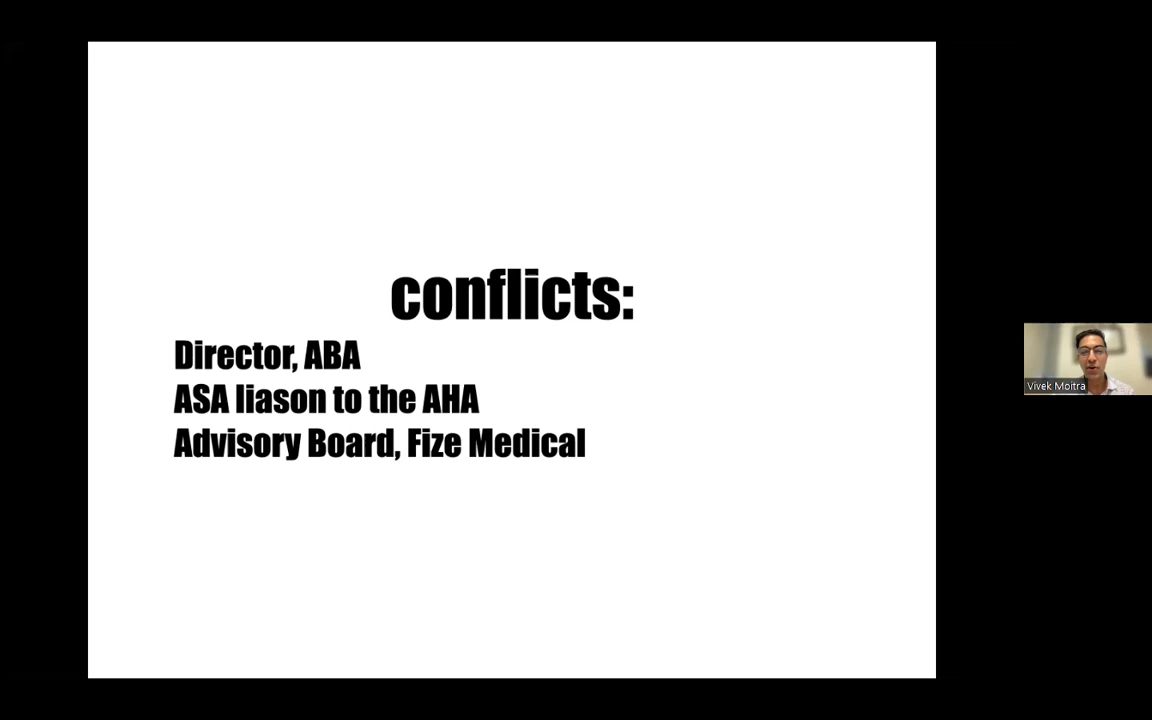 conflicts:
Director, ABA
ASA liason to the AHA
Advisory Board, Fize Medical
Vivek Moitra